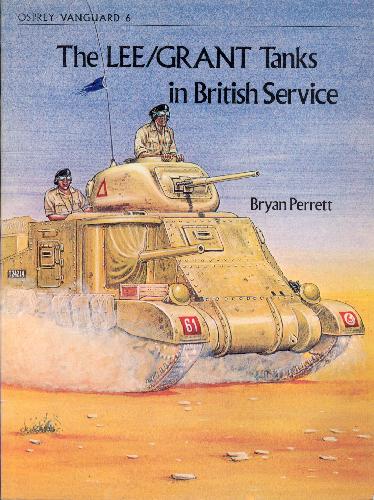 OSPREY VANGUARD 6
The LEE/GRANT Tanks
in British Service
Bryan Perrett
61